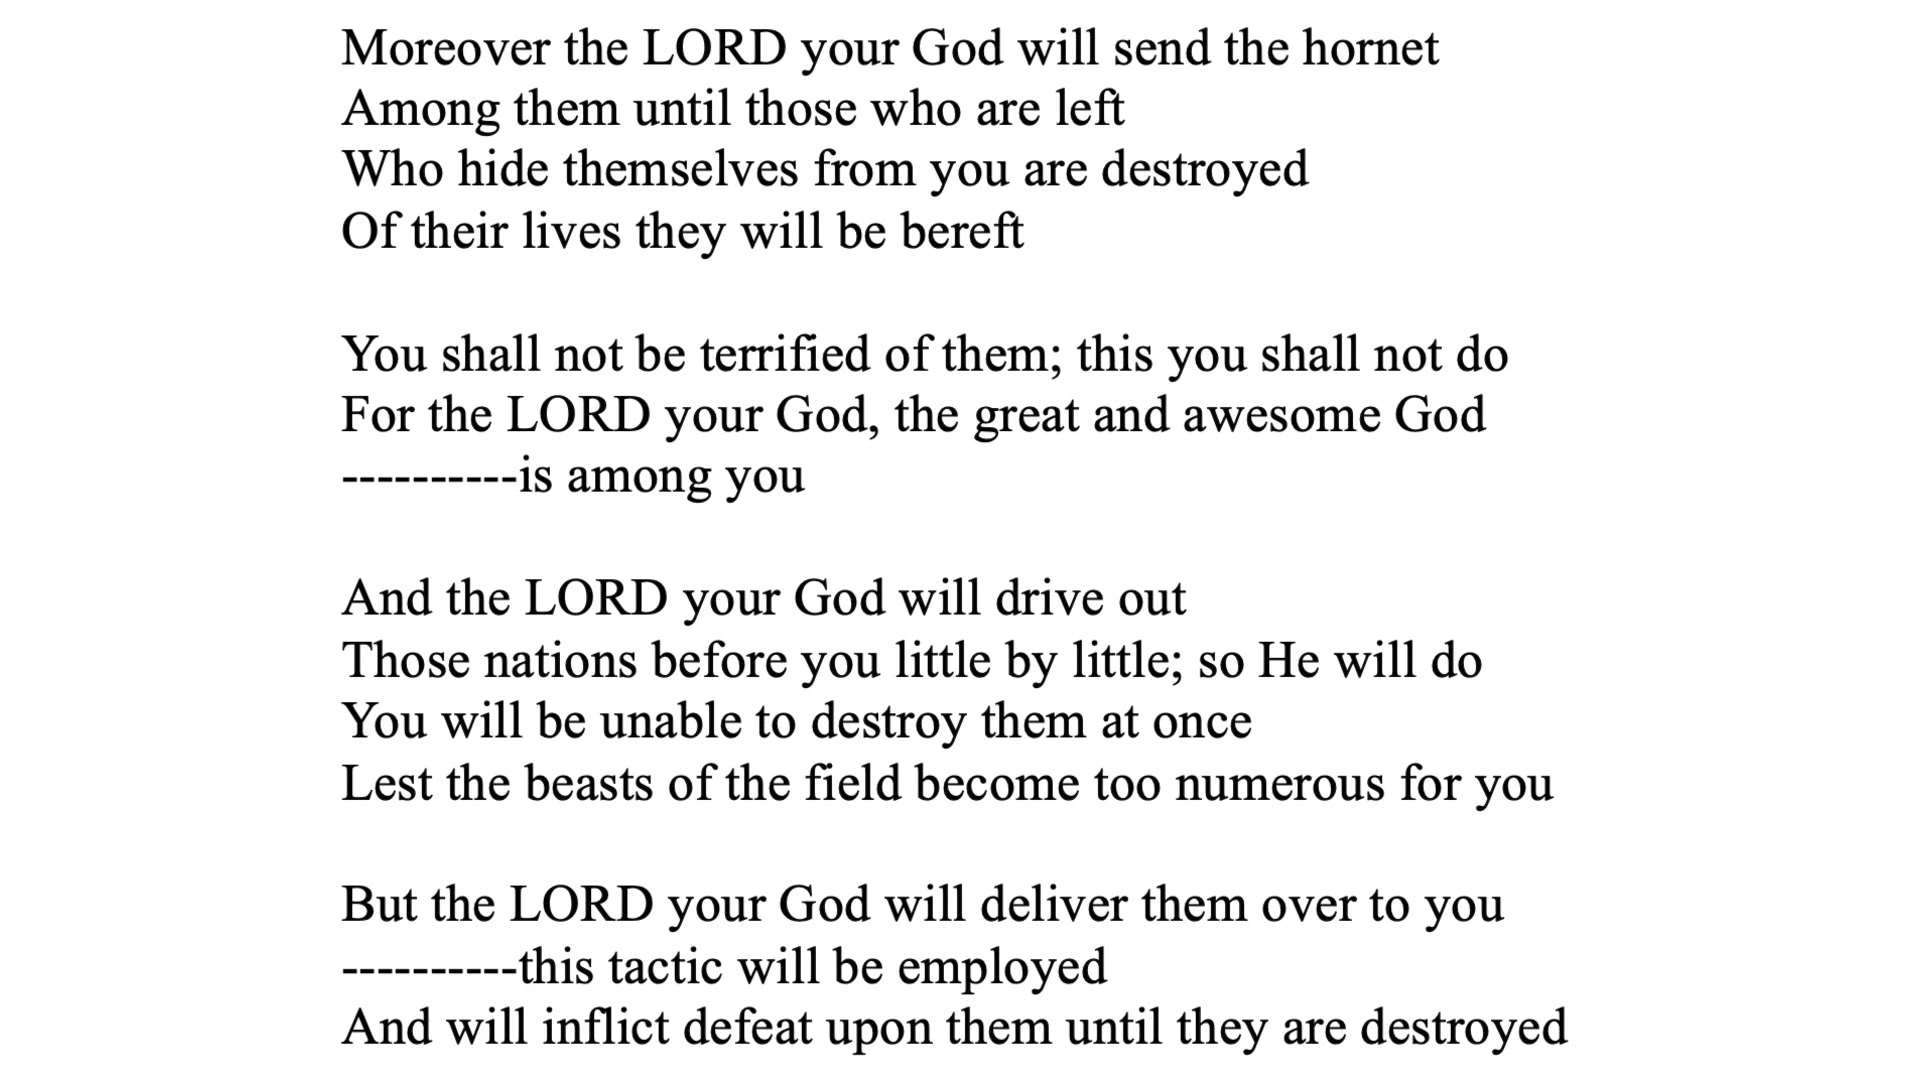 Moreover the LORD your God will send the hornet
Among them until those who are left
Who hide themselves from you are destroyed
Of their lives they will be bereft
You shall not be terrified of them; this you shall not do
For the LORD your God, the great and awesome God
----------is among you
And the LORD your God will drive out
Those nations before you little by little; so He will do
You will be unable to destroy them at once
Lest the beasts of the field become too numerous for you
But the LORD your God will deliver them over to you
----------this tactic will be employed
And will inflict defeat upon them until they are destroyed